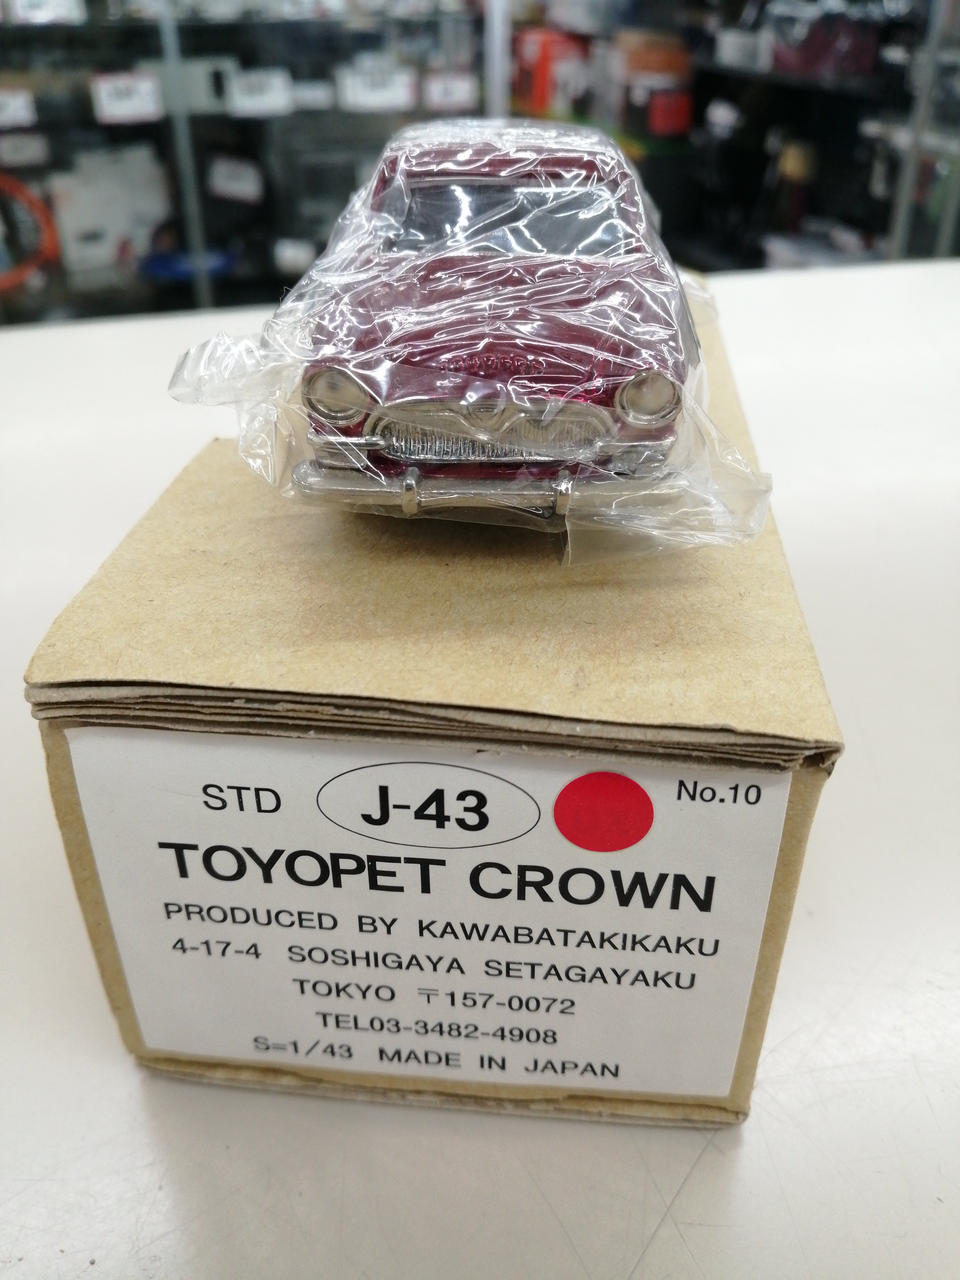 STD J-43 No.10
TOYOPET CROWN
PRODUCED BY KAWABATAKIKAKU
4-17-4 SOSHIGAYA SETAGAYAKU
TOKYO 〒157-0072
TEL03-3482-4908
S=1/43 MADE IN JAPAN